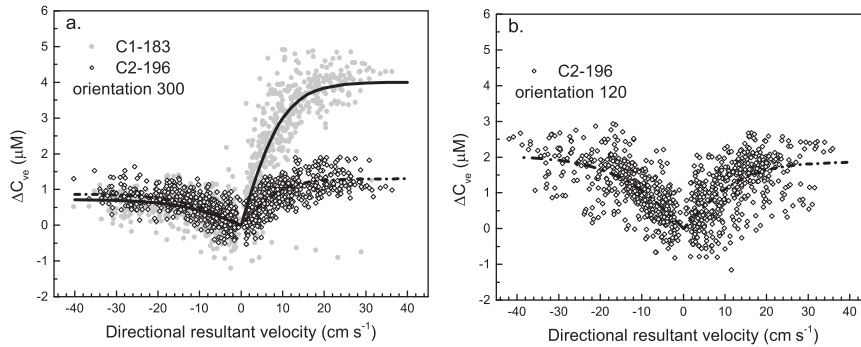 a.
C1-183
C2-196
orientation 300
6
5
4
3
2
1
0
-1
-2
ΔC_ve (µM)
-40 -30 -20 -10 0 10 20 30 40
Directional resultant velocity (cm s⁻¹)
b.
C2-196
orientation 120
6
5
4
3
2
1
0
-1
-2
ΔC_ve (µM)
-40 -30 -20 -10 0 10 20 30 40
Directional resultant velocity (cm s⁻¹)